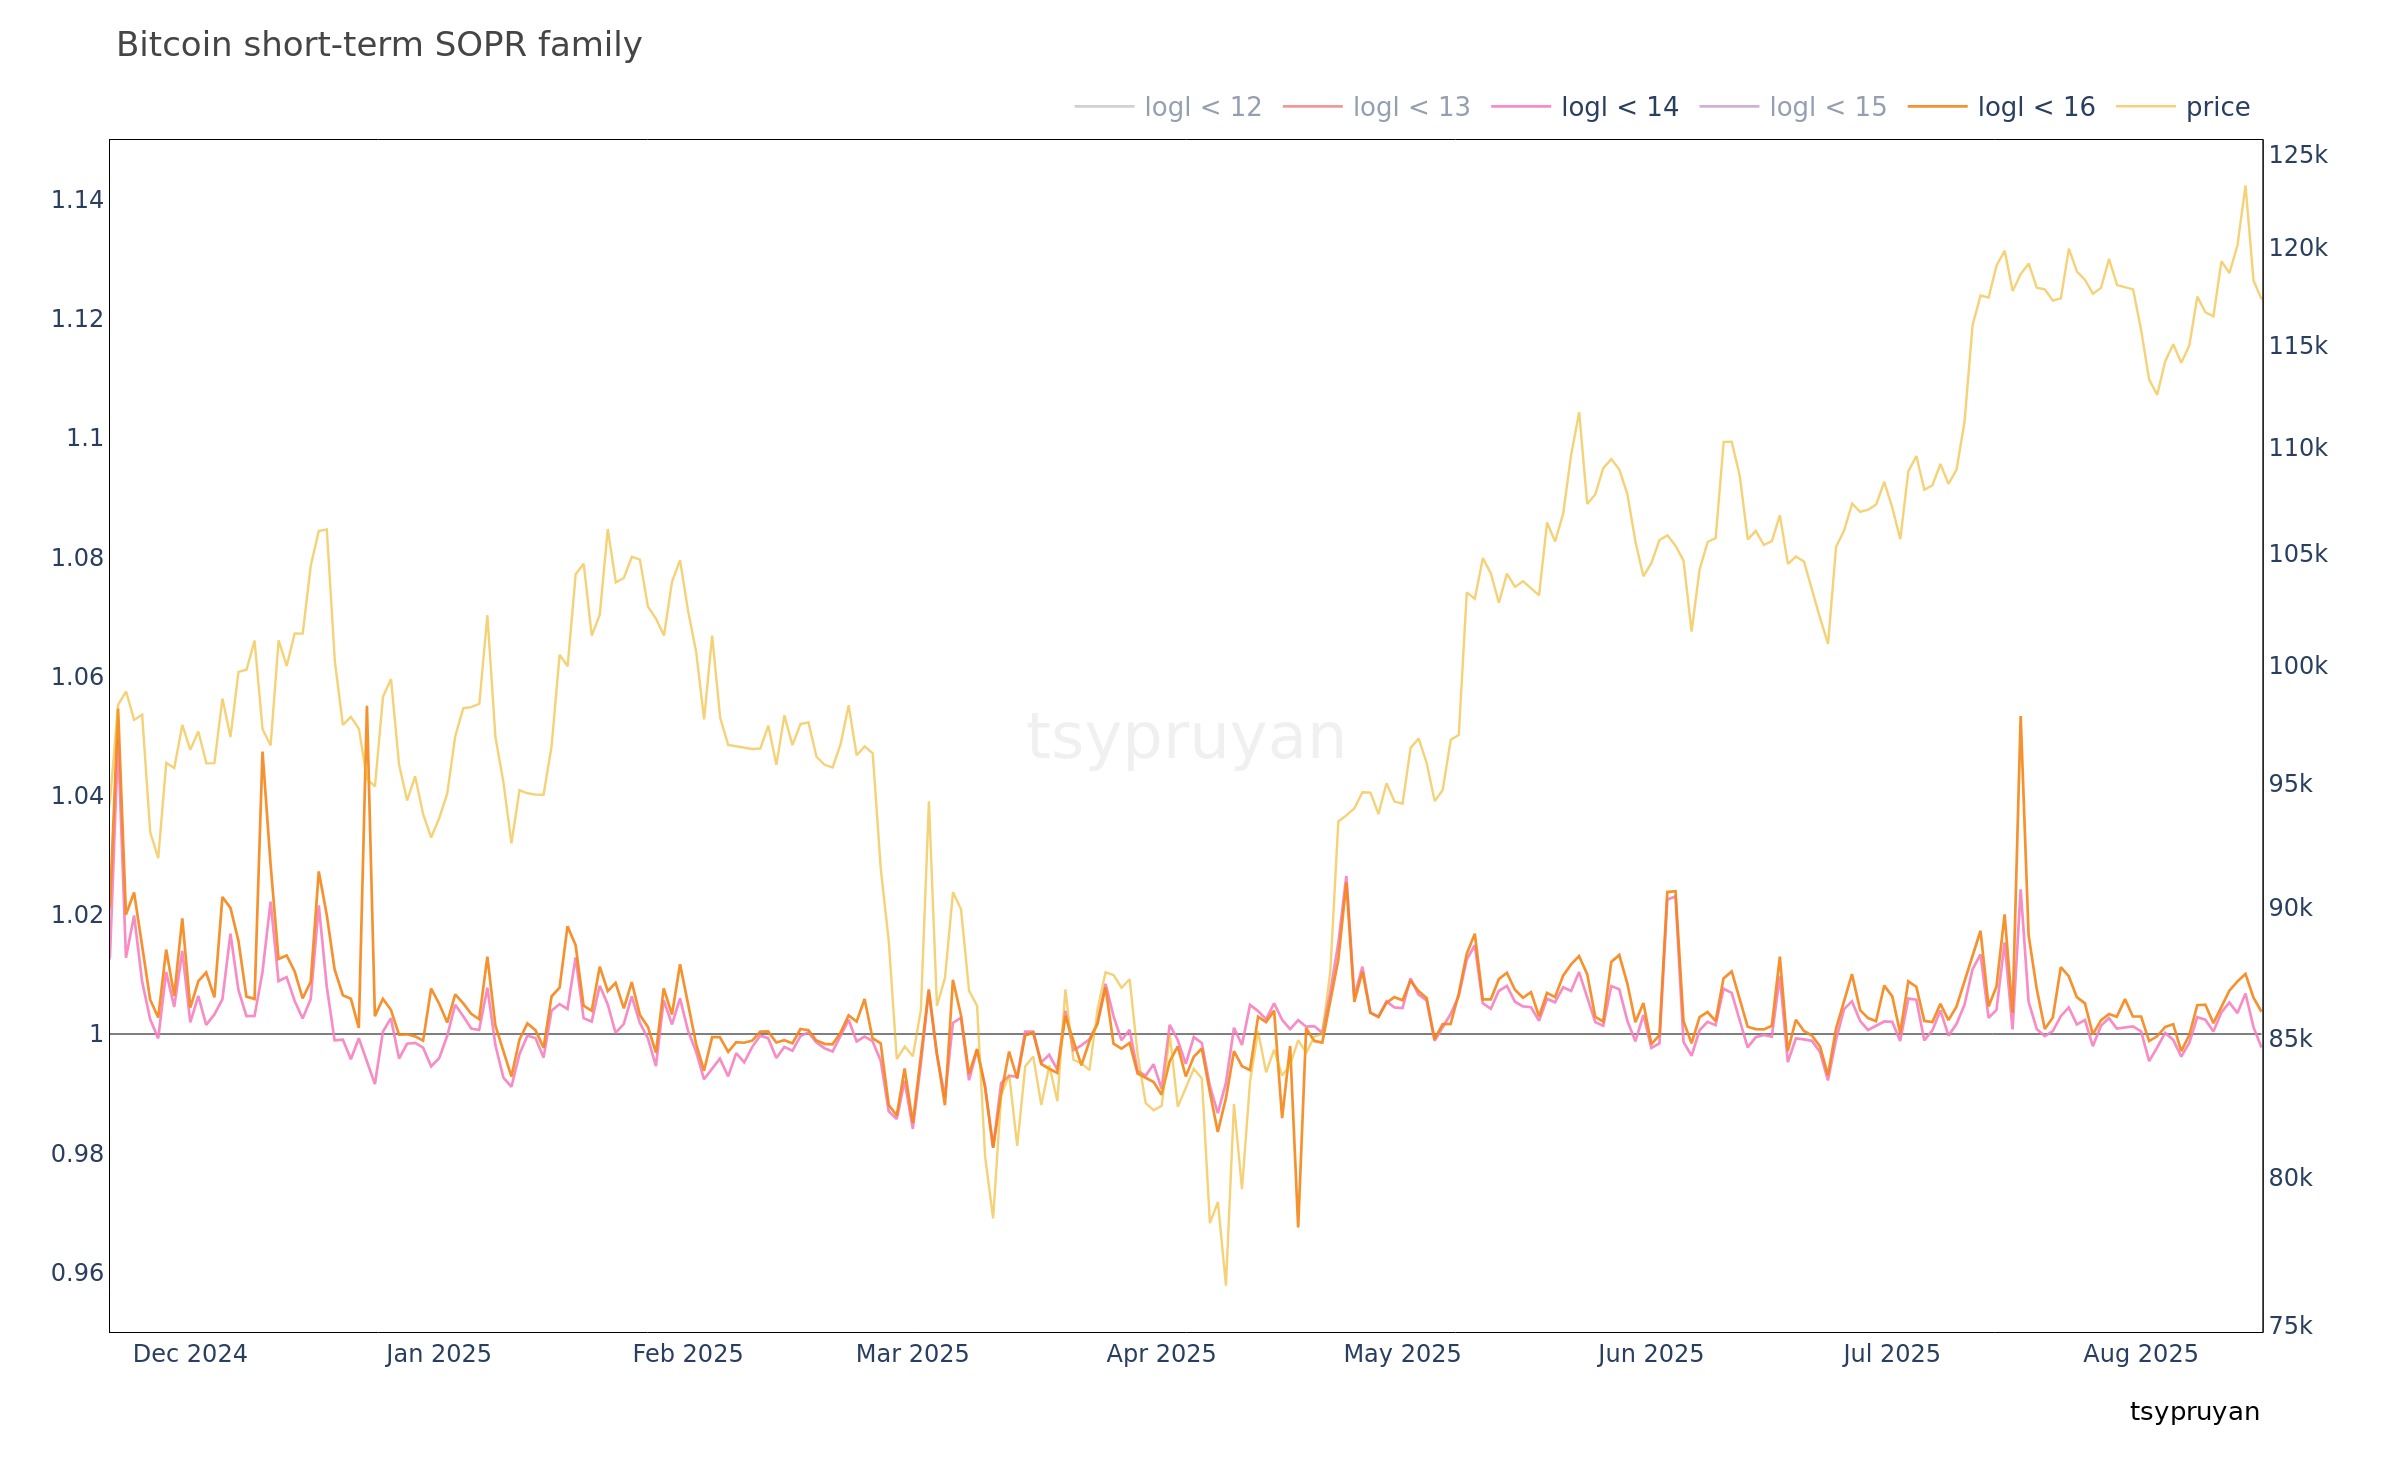 Bitcoin short-term SOPR family
logl < 12 logl < 13 logl < 14 logl < 15 logl < 16 price
1.14
1.12
1.1
1.08
1.06
1.04
1.02
1
0.98
0.96
125k
120k
115k
110k
105k
100k
95k
90k
85k
80k
75k
tsypruyan
Dec 2024 Jan 2025 Feb 2025 Mar 2025 Apr 2025 May 2025 Jun 2025 Jul 2025 Aug 2025
tsypruyan